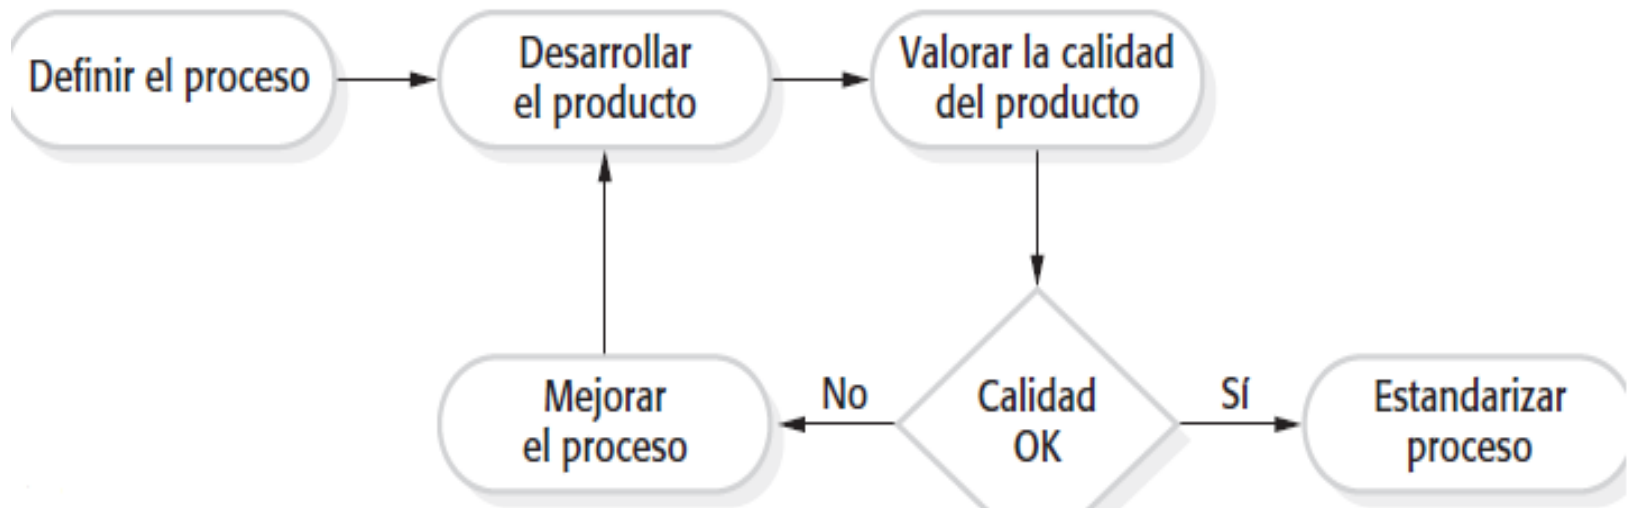 Definir el proceso
Desarrollar
el producto
Valorar la calidad
del producto
Mejorar
el proceso
No
Calidad
OK
Sí
Estandarizar
proceso